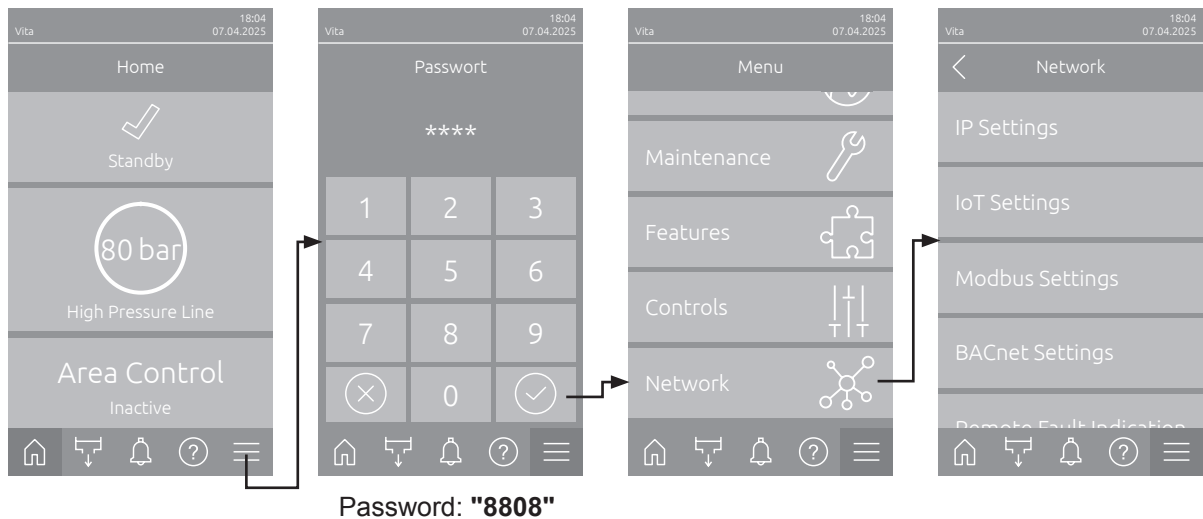 18:04
Vita 07.04.2025
Home
Standby
80 bar
High Pressure Line
Area Control
Inactive
18:04
Vita 07.04.2025
Passwort
****
1 2 3
4 5 6
7 8 9
0
?
Password: "8808"
18:04
Vita 07.04.2025
Menu
Maintenance
Features
Controls
Network
?
18:04
Vita 07.04.2025
Network
IP Settings
IoT Settings
Modbus Settings
BACnet Settings
Remote Fault Indication
?